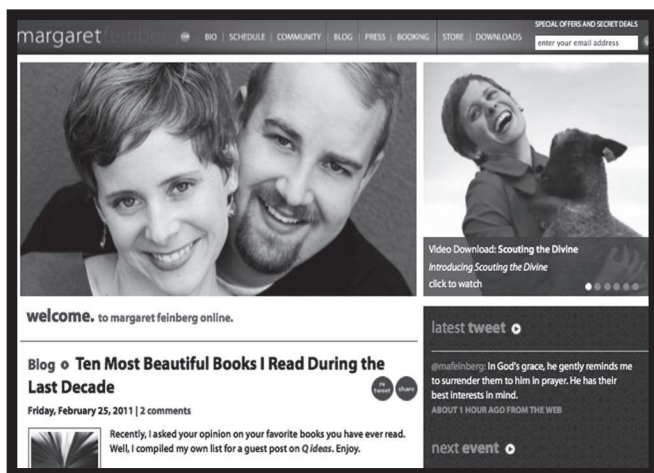 SPECIAL OFFERS AND SECRET DEALS
margaretfeinberg
BIO | SCHEDULE | COMMUNITY | BLOG | PRESS | BOOKING | STORE | DOWNLOADS
enter your email address
Video Download: Scouting the Divine
Introducing Scouting the Divine
click to watch
welcome. to margaret feinberg online.
Blog Ten Most Beautiful Books I Read During the
Last Decade
re
tweet
share
Friday, February 25, 2011 | 2 comments
Recently, I asked your opinion on your favorite books you have ever read.
Well, I compiled my own list for a guest post on Q ideas. Enjoy.
latest tweet
@mafeinberg: In God's grace, he gently reminds me
to surrender them to him in prayer. He has their
best interests in mind.
ABOUT 1 HOUR AGO FROM THE WEB
next event